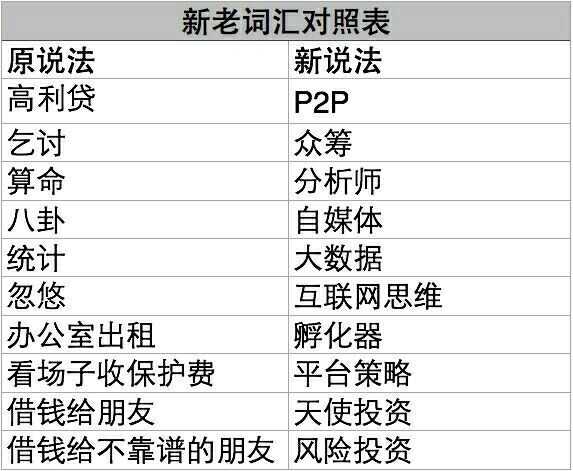 新老词汇对照表
原说法 新说法
高利贷 P2P
乞讨 众筹
算命 分析师
八卦 自媒体
统计 大数据
忽悠 互联网思维
办公室出租 孵化器
看场子收保护费 平台策略
借钱给朋友 天使投资
借钱给不靠谱的朋友 风险投资